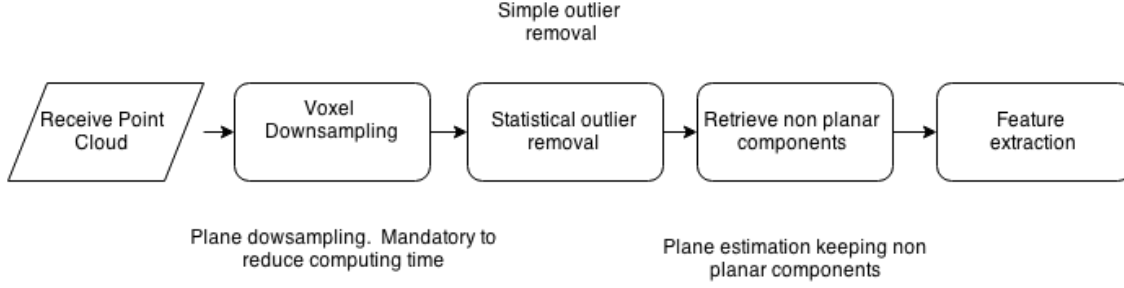 Simple outlier
removal
Receive Point
Cloud
Voxel
Downsampling
Statistical outlier
removal
Retrieve non planar
components
Feature
extraction
Plane dowsampling. Mandatory to
reduce computing time
Plane estimation keeping non
planar components